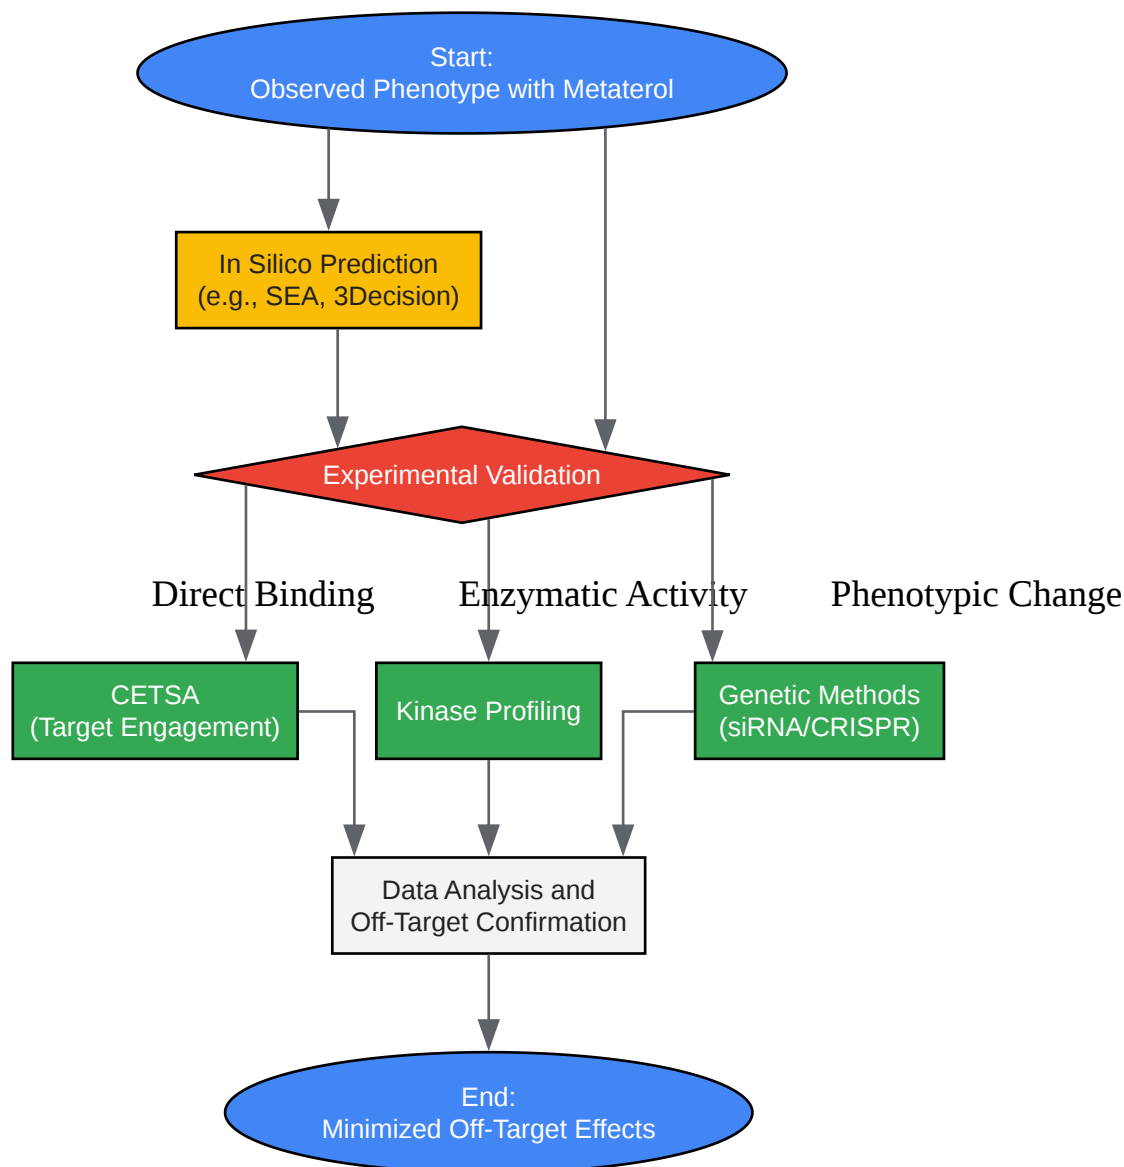 Start:
Observed Phenotype with Metaterol
In Silico Prediction
(e.g., SEA, 3Decision)
Experimental Validation
Direct Binding
Enzymatic Activity
Phenotypic Change
CETSA
(Target Engagement)
Kinase Profiling
Genetic Methods
(siRNA/CRISPR)
Data Analysis and
Off-Target Confirmation
End:
Minimized Off-Target Effects